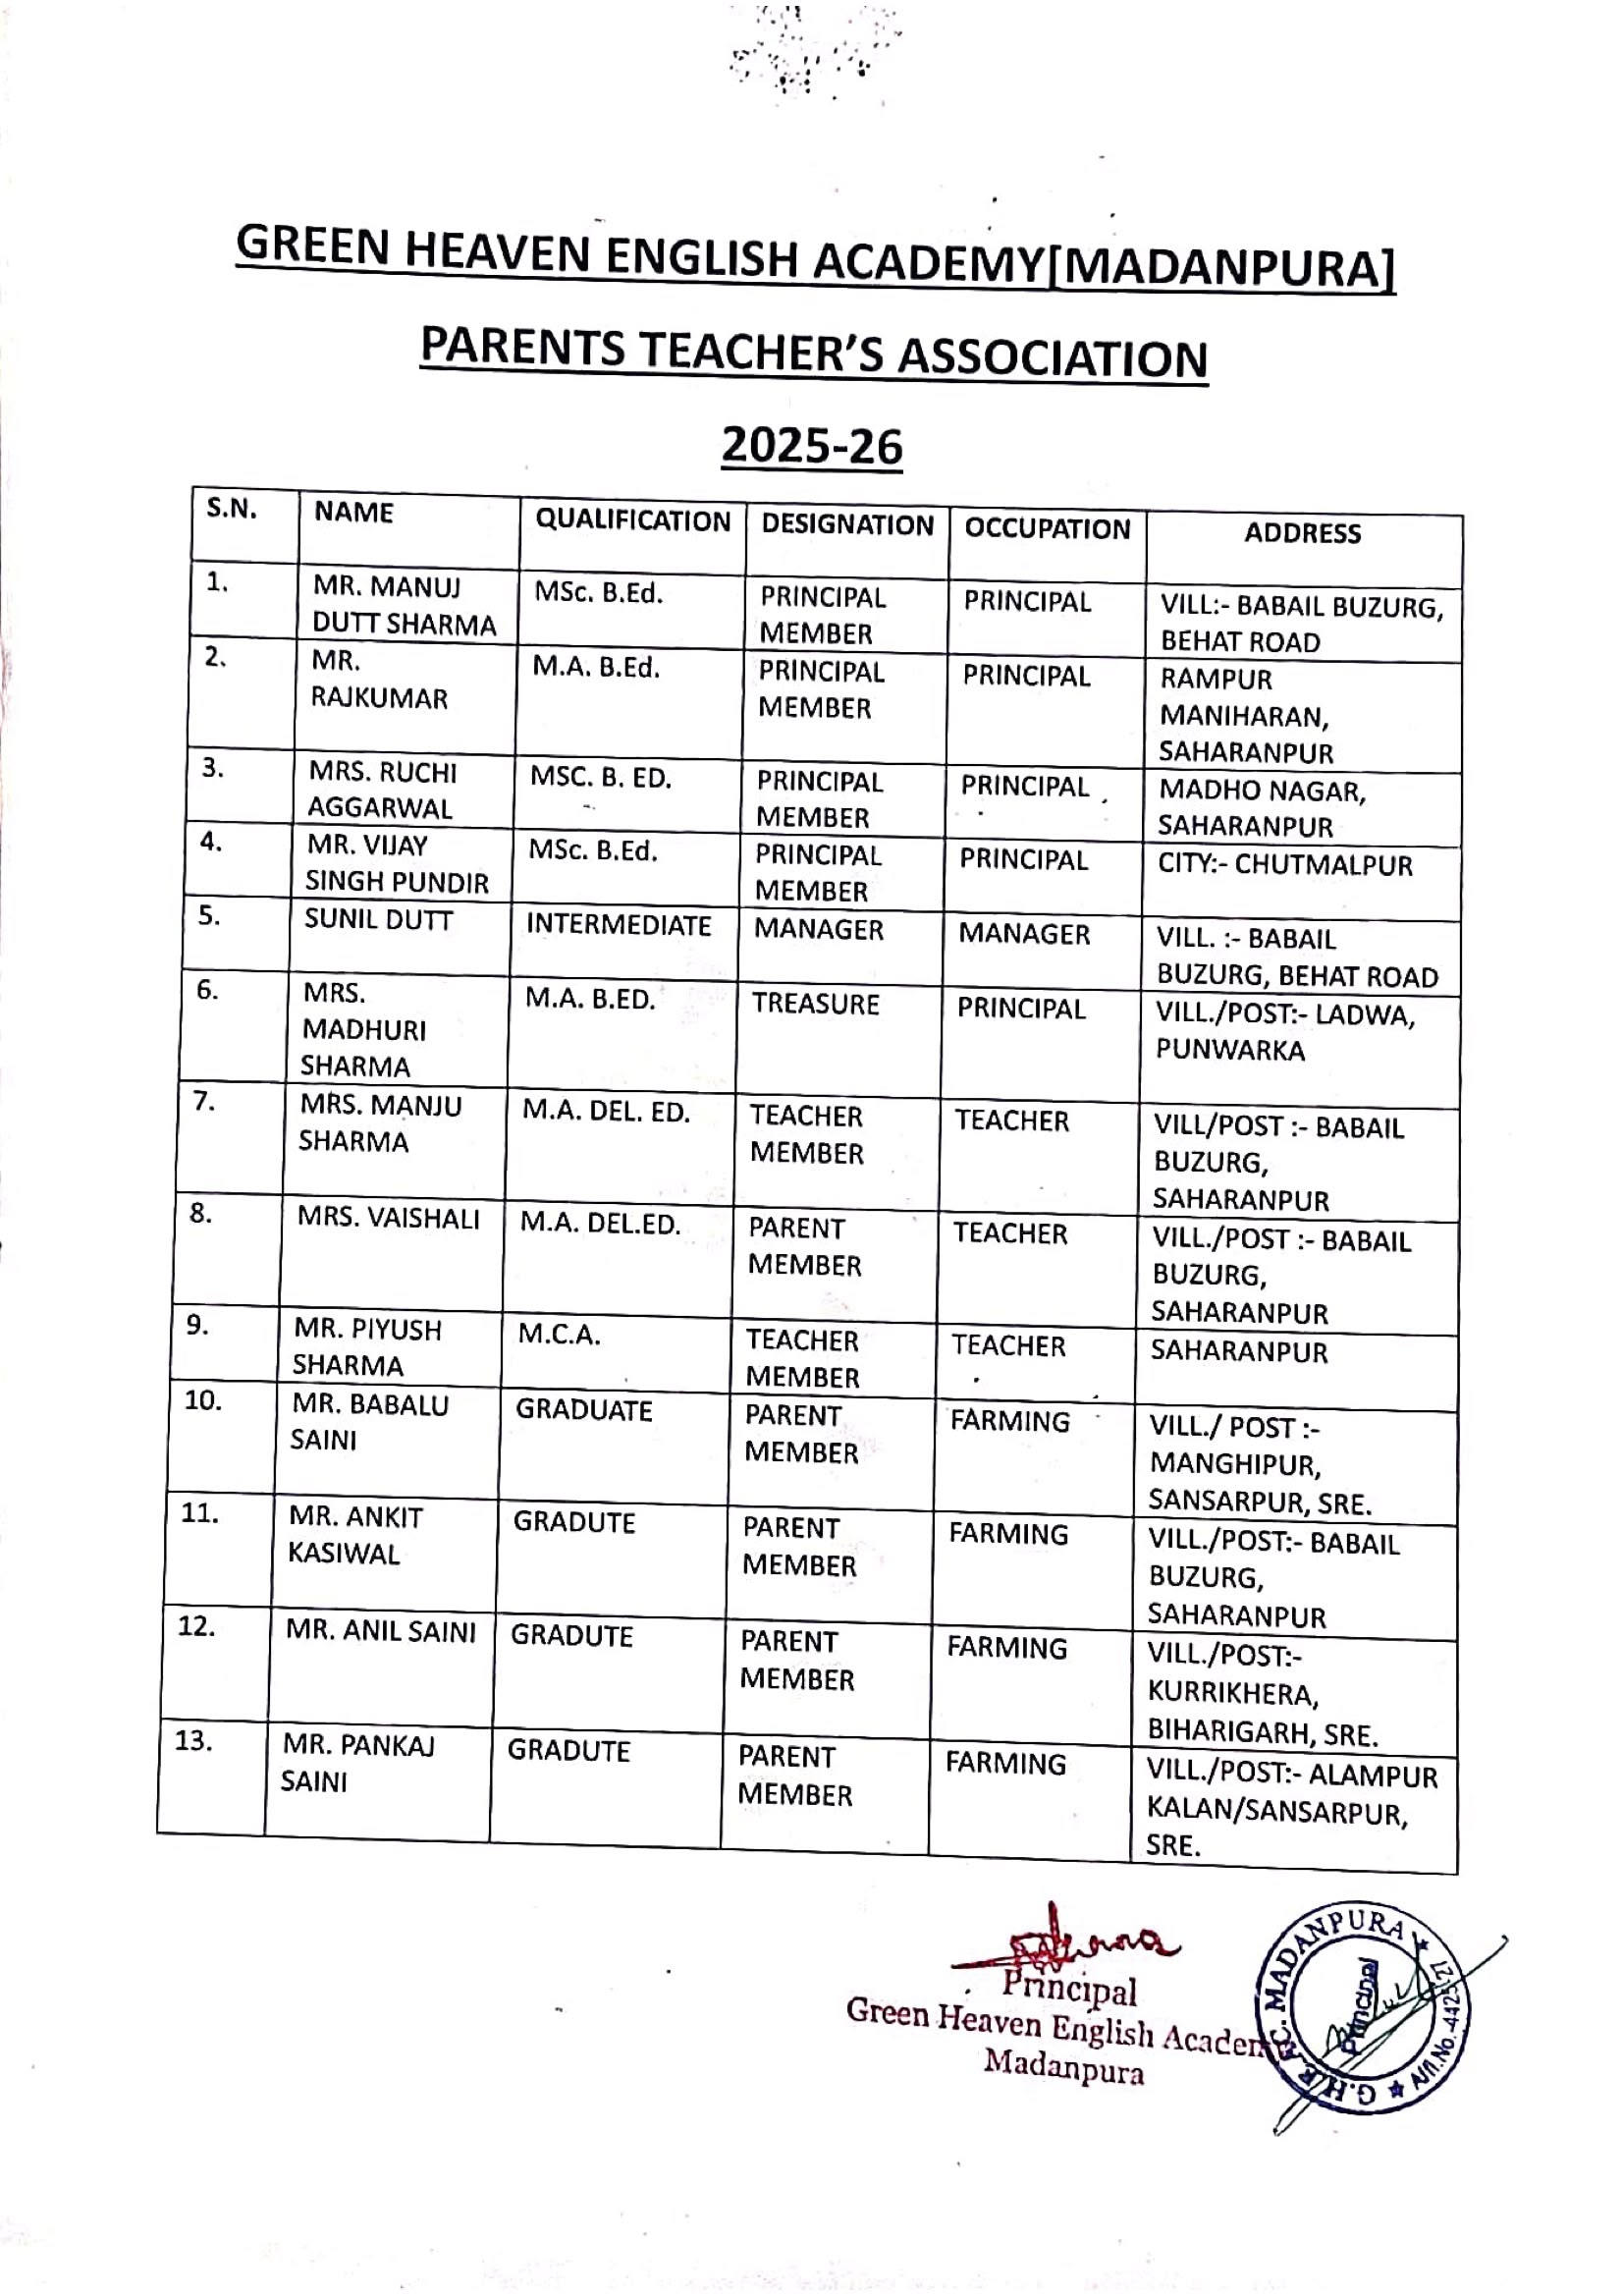 GREEN HEAVEN ENGLISH ACADEMY[MADANPURA]
PARENTS TEACHER'S ASSOCIATION
2025-26
S.N. NAME QUALIFICATION DESIGNATION OCCUPATION ADDRESS
1. MR. MANUJ MSc. B.Ed. PRINCIPAL PRINCIPAL VILL:- BABAIL BUZURG,
DUTT SHARMA MEMBER BEHAT ROAD
2. MR. M.A. B.Ed. PRINCIPAL PRINCIPAL RAMPUR
RAJKUMAR MEMBER MANIHARAN,
SAHARANPUR
3. MRS. RUCHI MSC. B. ED. PRINCIPAL PRINCIPAL MADHO NAGAR,
AGGARWAL MEMBER SAHARANPUR
4. MR. VIJAY MSc. B.Ed. PRINCIPAL PRINCIPAL CITY:- CHUTMALPUR
SINGH PUNDIR MEMBER
5. SUNIL DUTT INTERMEDIATE MANAGER MANAGER VILL. :- BABAIL
BUZURG, BEHAT ROAD
6. MRS. M.A. B.ED. TREASURE PRINCIPAL VILL./POST:- LADWA,
MADHURI PUNWARKA
SHARMA
7. MRS. MANJU M.A. DEL. ED. TEACHER TEACHER VILL/POST :- BABAIL
SHARMA MEMBER BUZURG,
SAHARANPUR
8. MRS. VAISHALI M.A. DEL.ED. PARENT TEACHER VILL./POST :- BABAIL
MEMBER BUZURG,
SAHARANPUR
9. MR. PIYUSH M.C.A. TEACHER TEACHER SAHARANPUR
SHARMA MEMBER
10. MR. BABALU GRADUATE PARENT FARMING VILL./ POST :-
SAINI MEMBER MANGHIPUR,
SANSARPUR, SRE.
11. MR. ANKIT GRADUTE PARENT FARMING VILL./POST:- BABAIL
KASIWAL MEMBER BUZURG,
SAHARANPUR
12. MR. ANIL SAINI GRADUTE PARENT FARMING VILL./POST:-
MEMBER KURRIKHERA,
BIHARIGARH, SRE.
13. MR. PANKAJ GRADUTE PARENT FARMING VILL./POST:- ALAMPUR
SAINI MEMBER KALAN/SANSARPUR,
SRE.
Principal
Green Heaven English Academ
Madanpura
MADANPURA
Principal
Affl.No.